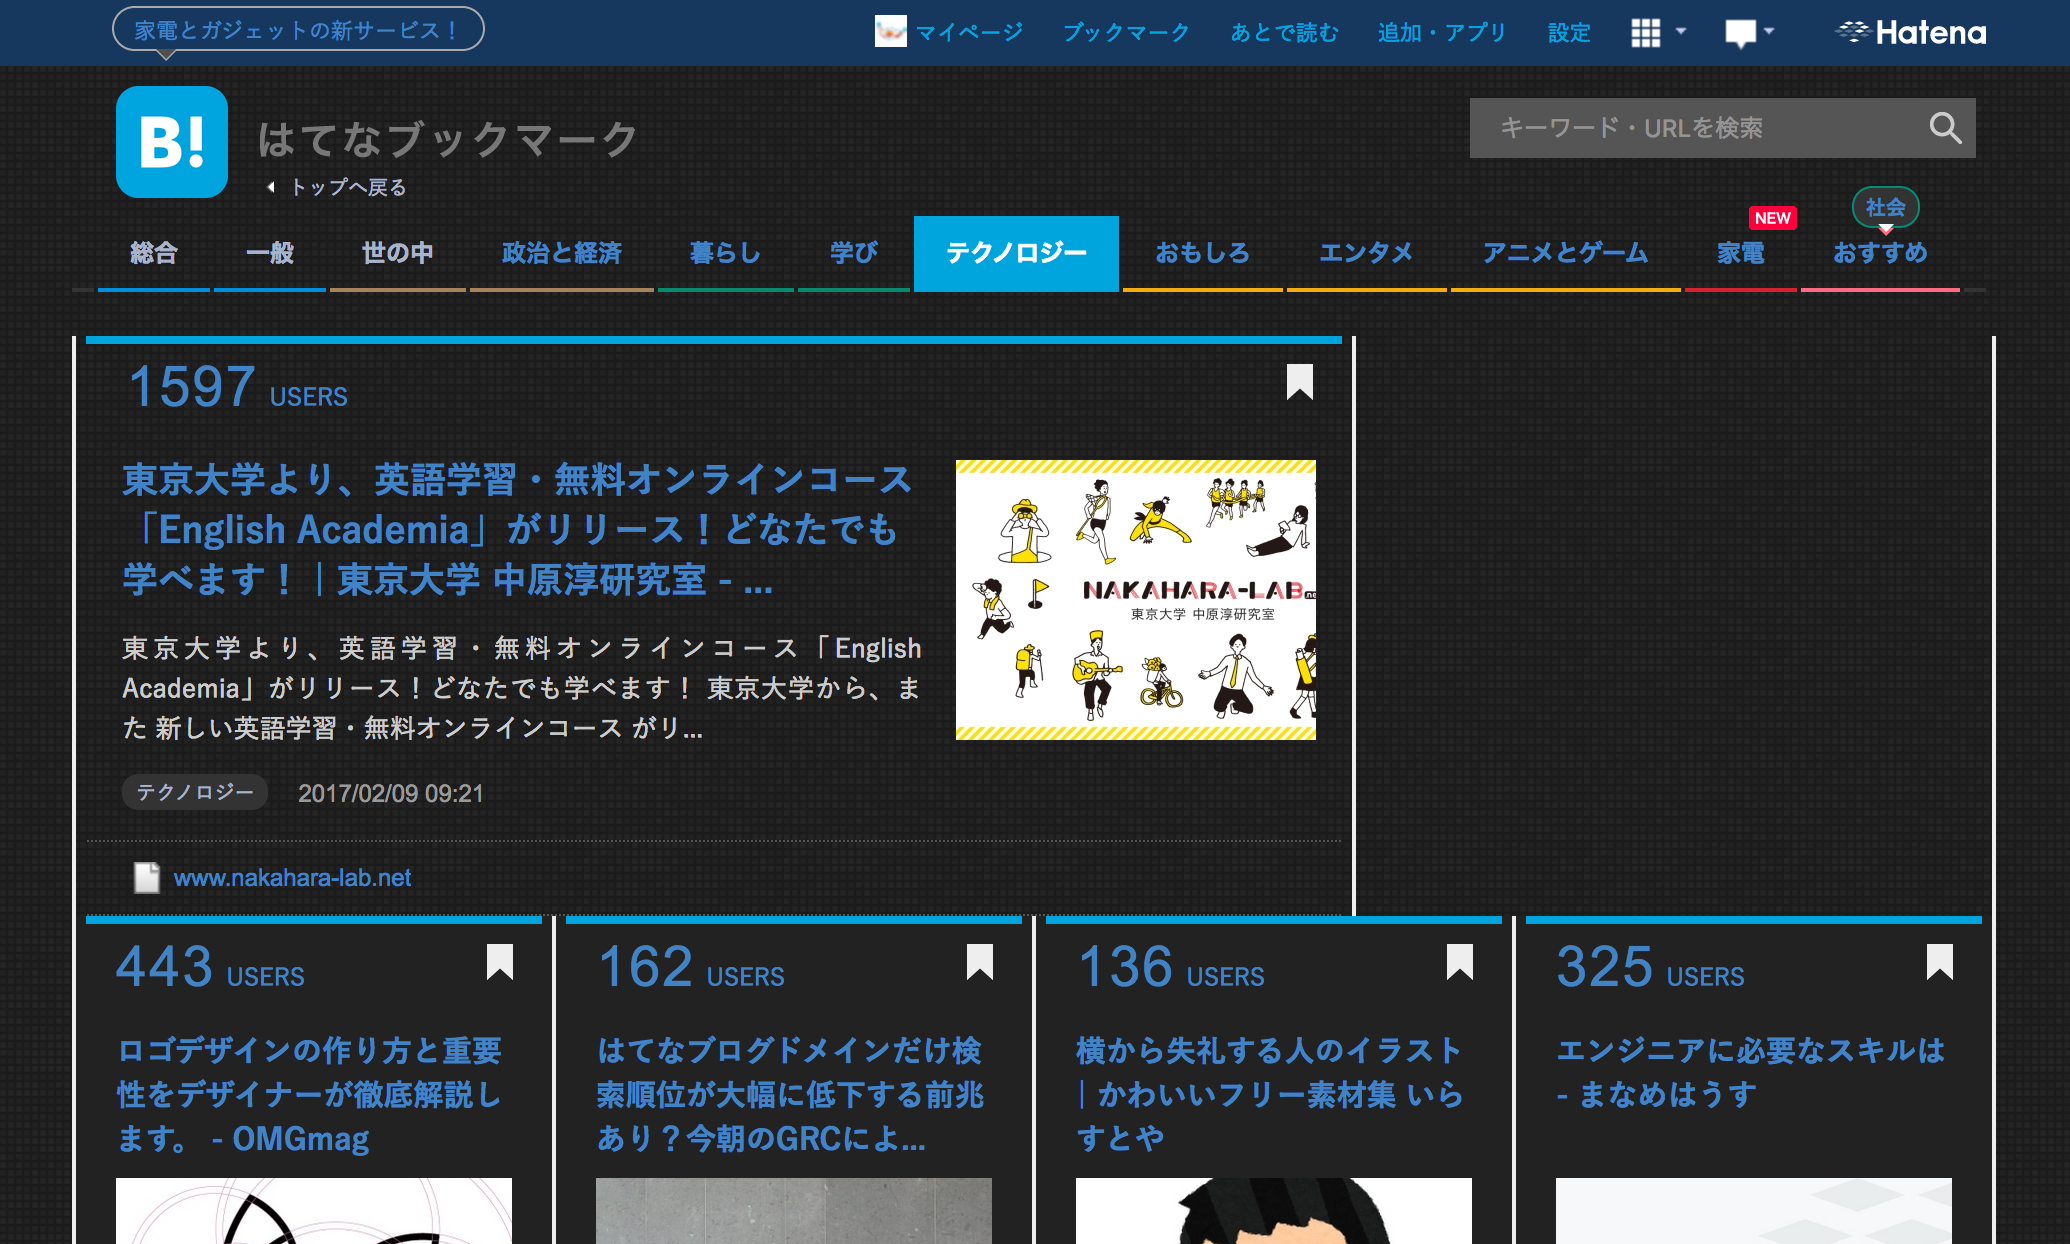 家電とガジェットの新サービス！
マイページ
ブックマーク
あとで読む
追加・アプリ
設定
Hatena
B!
はてなブックマーク
トップへ戻る
キーワード・URLを検索
総合
一般
世の中
政治と経済
暮らし
学び
テクノロジー
おもしろ
エンタメ
アニメとゲーム
NEW
家電
社会
おすすめ
1597 USERS
東京大学より、英語学習・無料オンラインコース
「English Academia」がリリース！どなたでも
学べます！｜東京大学 中原淳研究室 - ...
東京大学より、英語学習・無料オンラインコース「English
Academia」がリリース！どなたでも学べます！ 東京大学から、ま
た 新しい英語学習・無料オンラインコース がリ...
NAKAHARA-LAB.ne
東京大学 中原淳研究室
テクノロジー
2017/02/09 09:21
www.nakahara-lab.net
443 USERS
ロゴデザインの作り方と重要
性をデザイナーが徹底解説し
ます。 - OMGmag
162 USERS
はてなブログドメインだけ検
索順位が大幅に低下する前兆
あり？今朝のGRCによ...
136 USERS
横から失礼する人のイラスト
| かわいいフリー素材集 いら
すとや
325 USERS
エンジニアに必要なスキルは
- まなめはうす